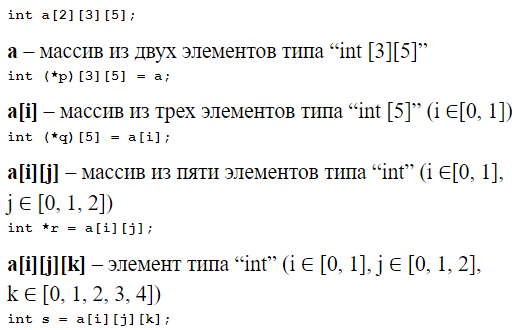 int a[2][3][5];
a – массив из двух элементов типа “int [3][5]”
int (*p)[3][5] = a;
a[i] – массив из трех элементов типа “int [5]” (i ∈[0, 1])
int (*q)[5] = a[i];
a[i][j] – массив из пяти элементов типа “int” (i ∈[0, 1],
j ∈ [0, 1, 2])
int *r = a[i][j];
a[i][j][k] – элемент типа “int” (i ∈ [0, 1], j ∈ [0, 1, 2],
k ∈ [0, 1, 2, 3, 4])
int s = a[i][j][k];